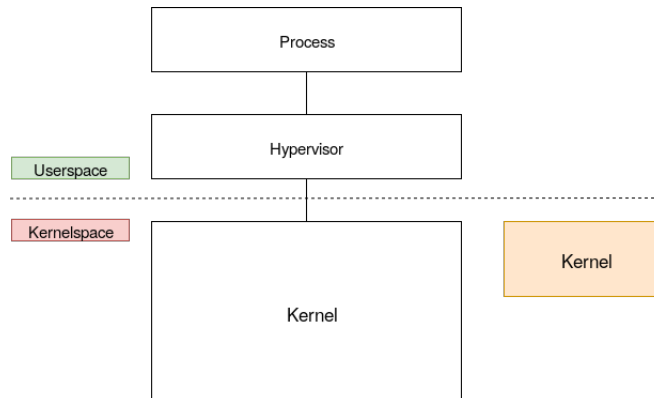 Process
Hypervisor
Userspace
Kernelspace
Kernel
Kernel